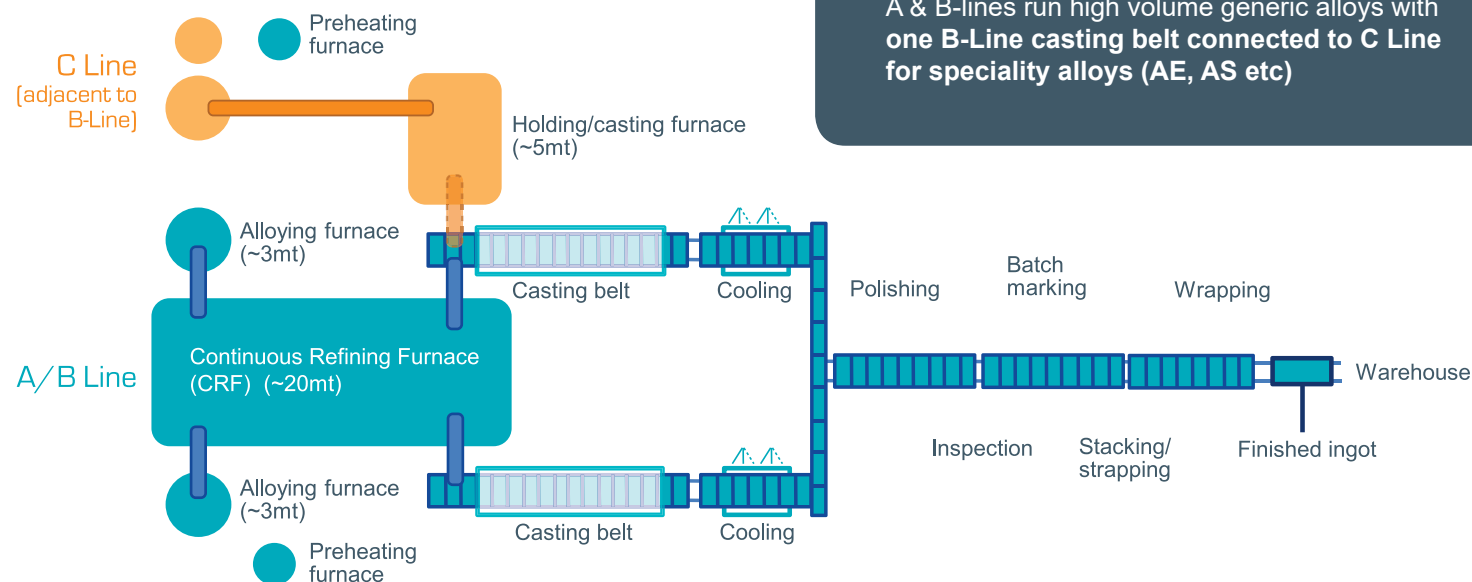 A & B-lines run high volume generic alloys with
one B-Line casting belt connected to C Line
for speciality alloys (AE, AS etc)
Preheating
furnace
C Line
(adjacent to
B-Line)
Holding/casting furnace
(~5mt)
Alloying furnace
(~3mt)
Casting belt
Cooling
Polishing
Batch
marking
Wrapping
A/B Line
Continuous Refining Furnace
(CRF) (~20mt)
Warehouse
Inspection
Stacking/
strapping
Finished ingot
Alloying furnace
(~3mt)
Casting belt
Cooling
Preheating
furnace